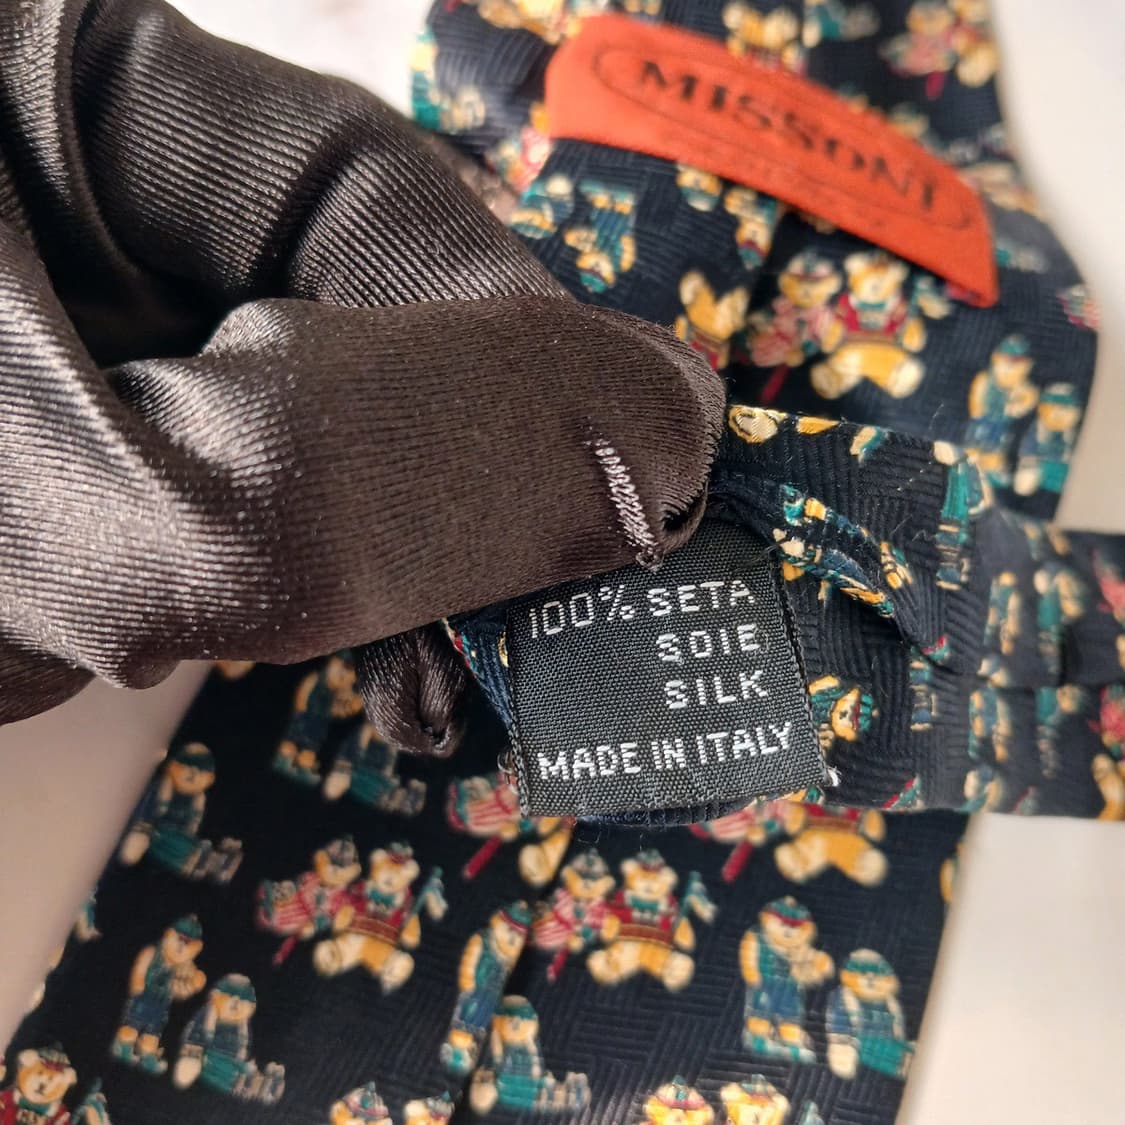 MISSONI
100% SETA
SOIE
SILK
MADE IN ITALY